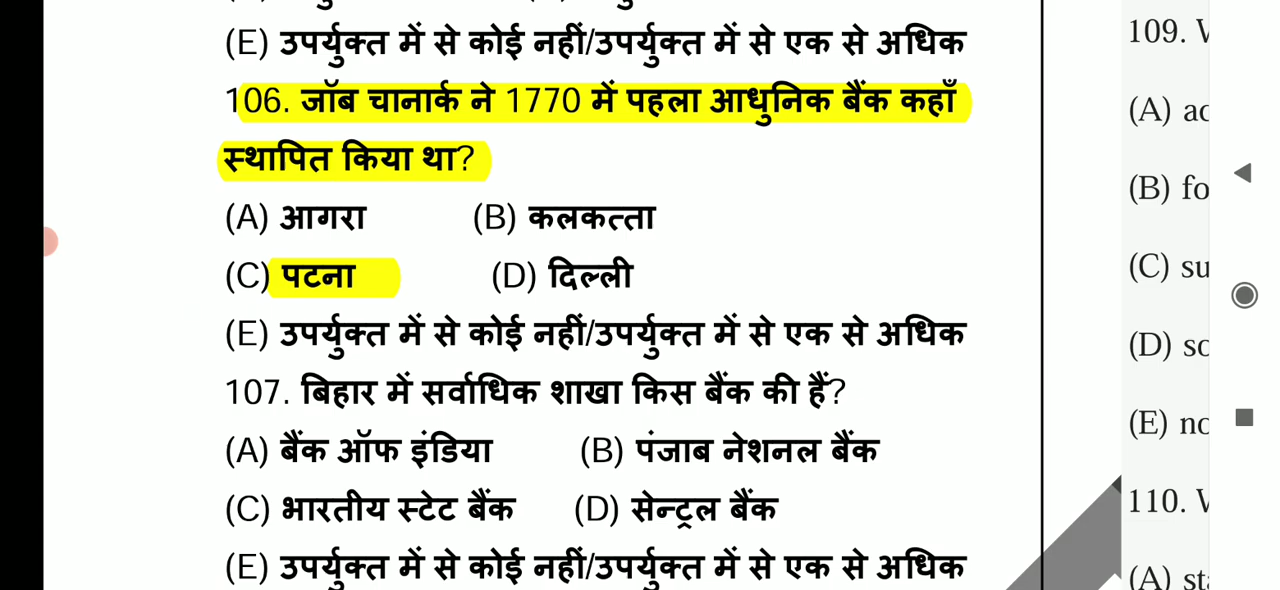 (E) उपर्युक्त में से कोई नहीं/उपर्युक्त में से एक से अधिक
106. जॉब चानार्क ने 1770 में पहला आधुनिक बैंक कहाँ
स्थापित किया था?
(A) आगरा (B) कलकत्ता
(C) पटना (D) दिल्ली
(E) उपर्युक्त में से कोई नहीं/उपर्युक्त में से एक से अधिक
107. बिहार में सर्वाधिक शाखा किस बैंक की हैं?
(A) बैंक ऑफ इंडिया (B) पंजाब नेशनल बैंक
(C) भारतीय स्टेट बैंक (D) सेन्ट्रल बैंक
(E) उपर्युक्त में से कोई नहीं/उपर्युक्त में से एक से अधिक
109.
(A)
(B)
(C)
(D)
(E)
110.
(A)